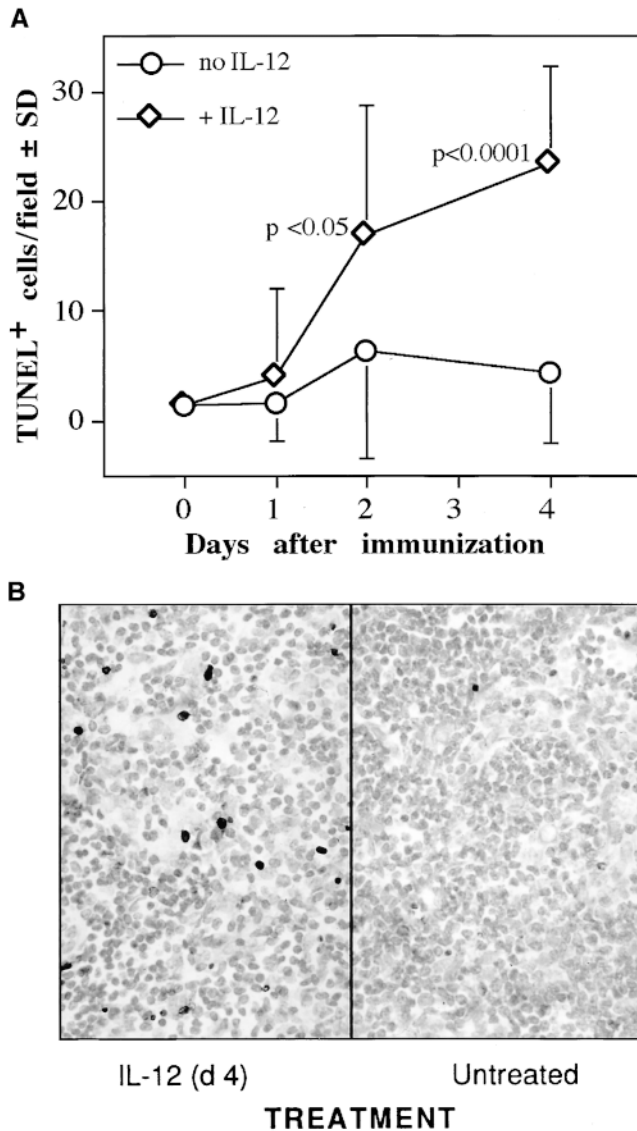 A
no IL-12
+ IL-12
p<0.0001
p <0.05
TUNEL+ cells/field ± SD
30
20
10
0
0 1 2 3 4
Days after immunization
B
IL-12 (d 4) Untreated
TREATMENT